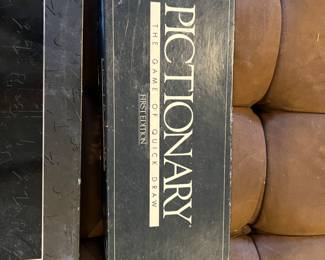 PICTIONARY
THE GAME OF QUICK DRAW
FIRST EDITION